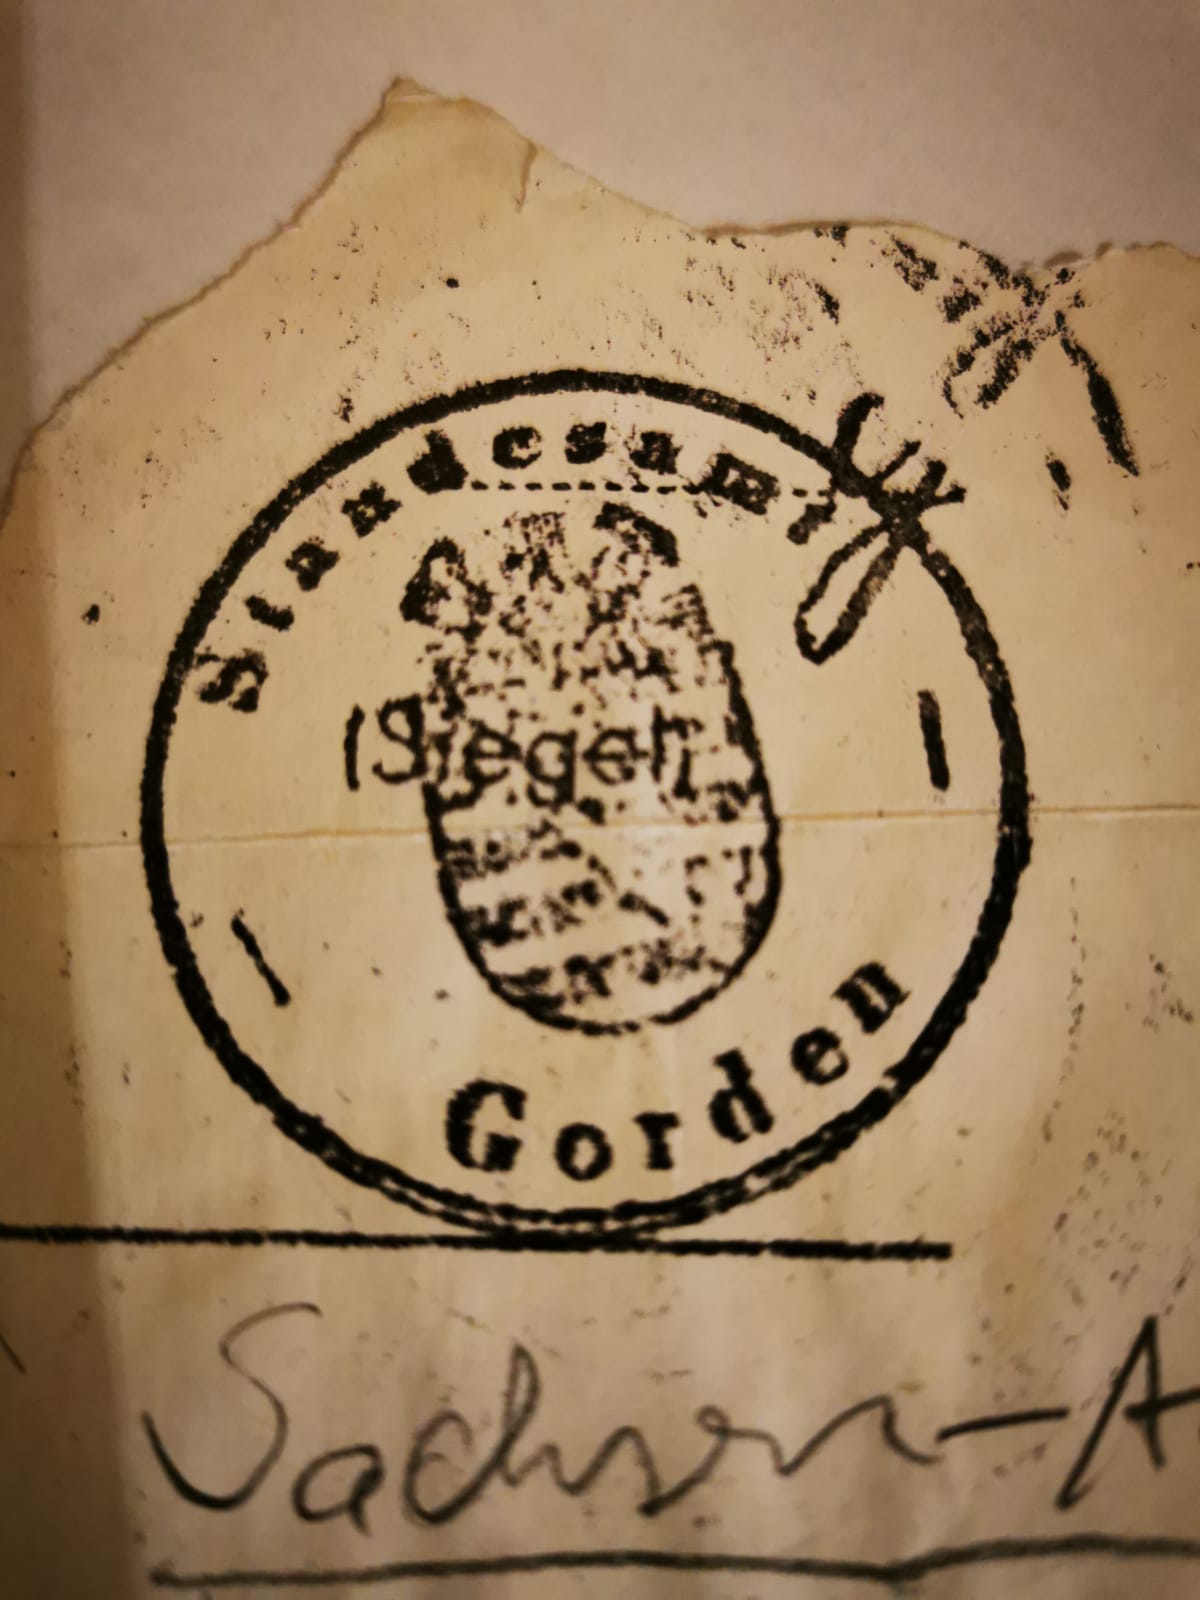 Standesamt
(Siegel)
Gorden
Sachsen-A